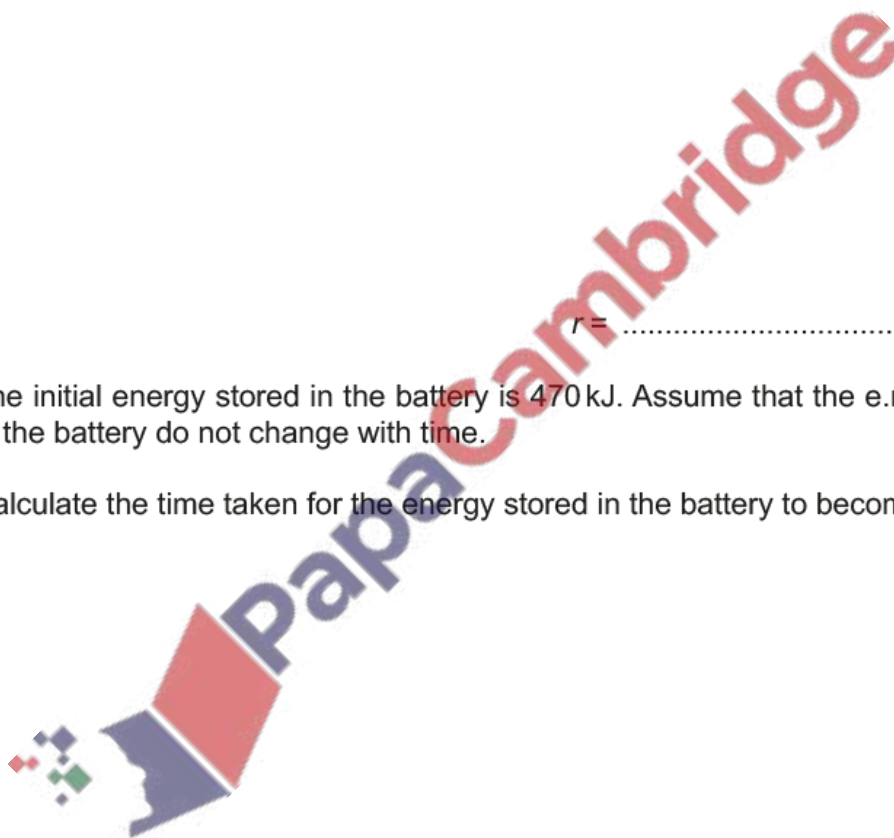 r = ..............................
he initial energy stored in the battery is 470 kJ. Assume that the e.
the battery do not change with time.
alculate the time taken for the energy stored in the battery to becom
PapaCambridge